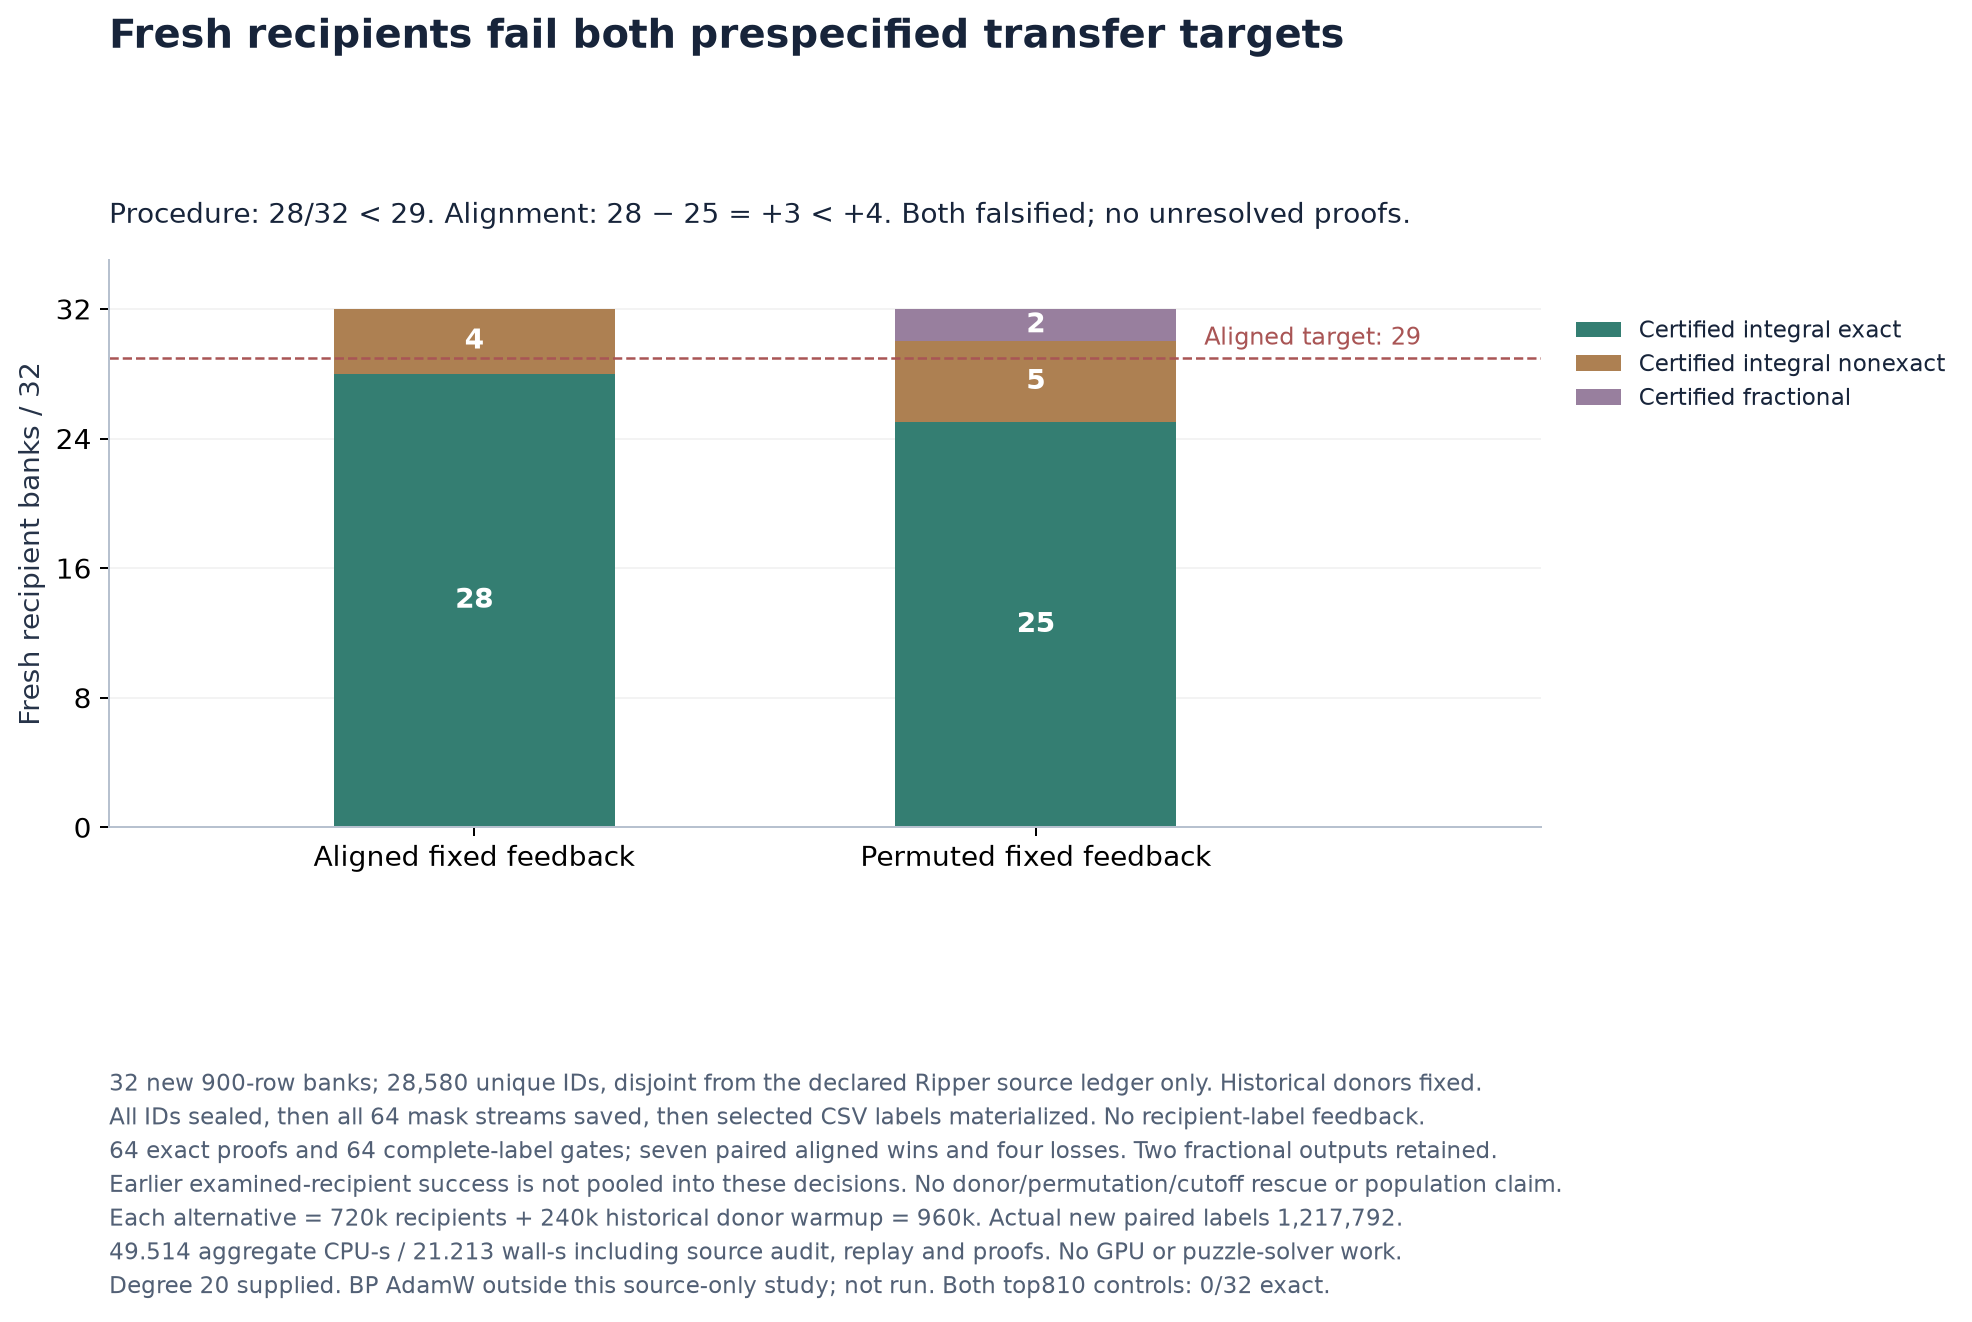 Fresh recipients fail both prespecified transfer targets
Procedure: 28/32 < 29. Alignment: 28 − 25 = +3 < +4. Both falsified; no unresolved proofs.
Fresh recipient banks / 32
32
24
16
8
0
4
28
2
5
25
Aligned target: 29
Aligned fixed feedback
Permuted fixed feedback
Certified integral exact
Certified integral nonexact
Certified fractional
32 new 900-row banks; 28,580 unique IDs, disjoint from the declared Ripper source ledger only. Historical donors fixed.
All IDs sealed, then all 64 mask streams saved, then selected CSV labels materialized. No recipient-label feedback.
64 exact proofs and 64 complete-label gates; seven paired aligned wins and four losses. Two fractional outputs retained.
Earlier examined-recipient success is not pooled into these decisions. No donor/permutation/cutoff rescue or population claim.
Each alternative = 720k recipients + 240k historical donor warmup = 960k. Actual new paired labels 1,217,792.
49.514 aggregate CPU-s / 21.213 wall-s including source audit, replay and proofs. No GPU or puzzle-solver work.
Degree 20 supplied. BP AdamW outside this source-only study; not run. Both top810 controls: 0/32 exact.